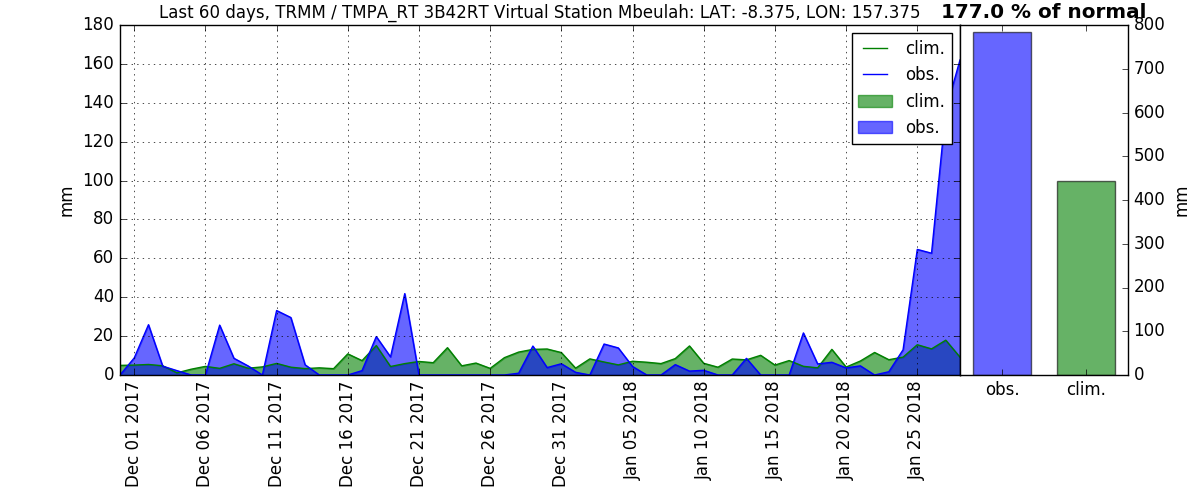 Last 60 days, TRMM / TMPA_RT 3B42RT Virtual Station Mbeulah: LAT: -8.375, LON: 157.375
177.0 % of normal
180
160
140
120
100
80
60
40
20
0
mm
clim.
obs.
clim.
obs.
Dec 01 2017
Dec 06 2017
Dec 11 2017
Dec 16 2017
Dec 21 2017
Dec 26 2017
Dec 31 2017
Jan 05 2018
Jan 10 2018
Jan 15 2018
Jan 20 2018
Jan 25 2018
800
700
600
500
400
300
200
100
0
mm
obs.
clim.